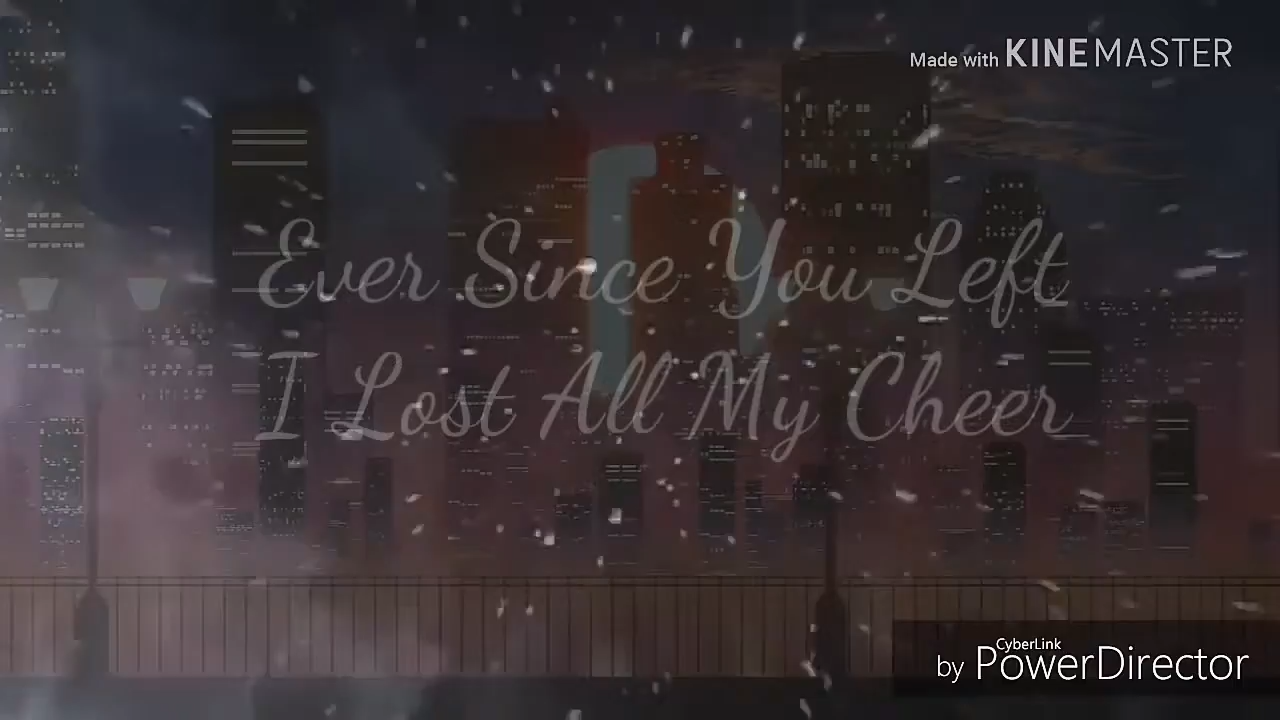 Made with KINEMASTER
Ever Since You Left
I Lost All My Cheer
CyberLink
by PowerDirector